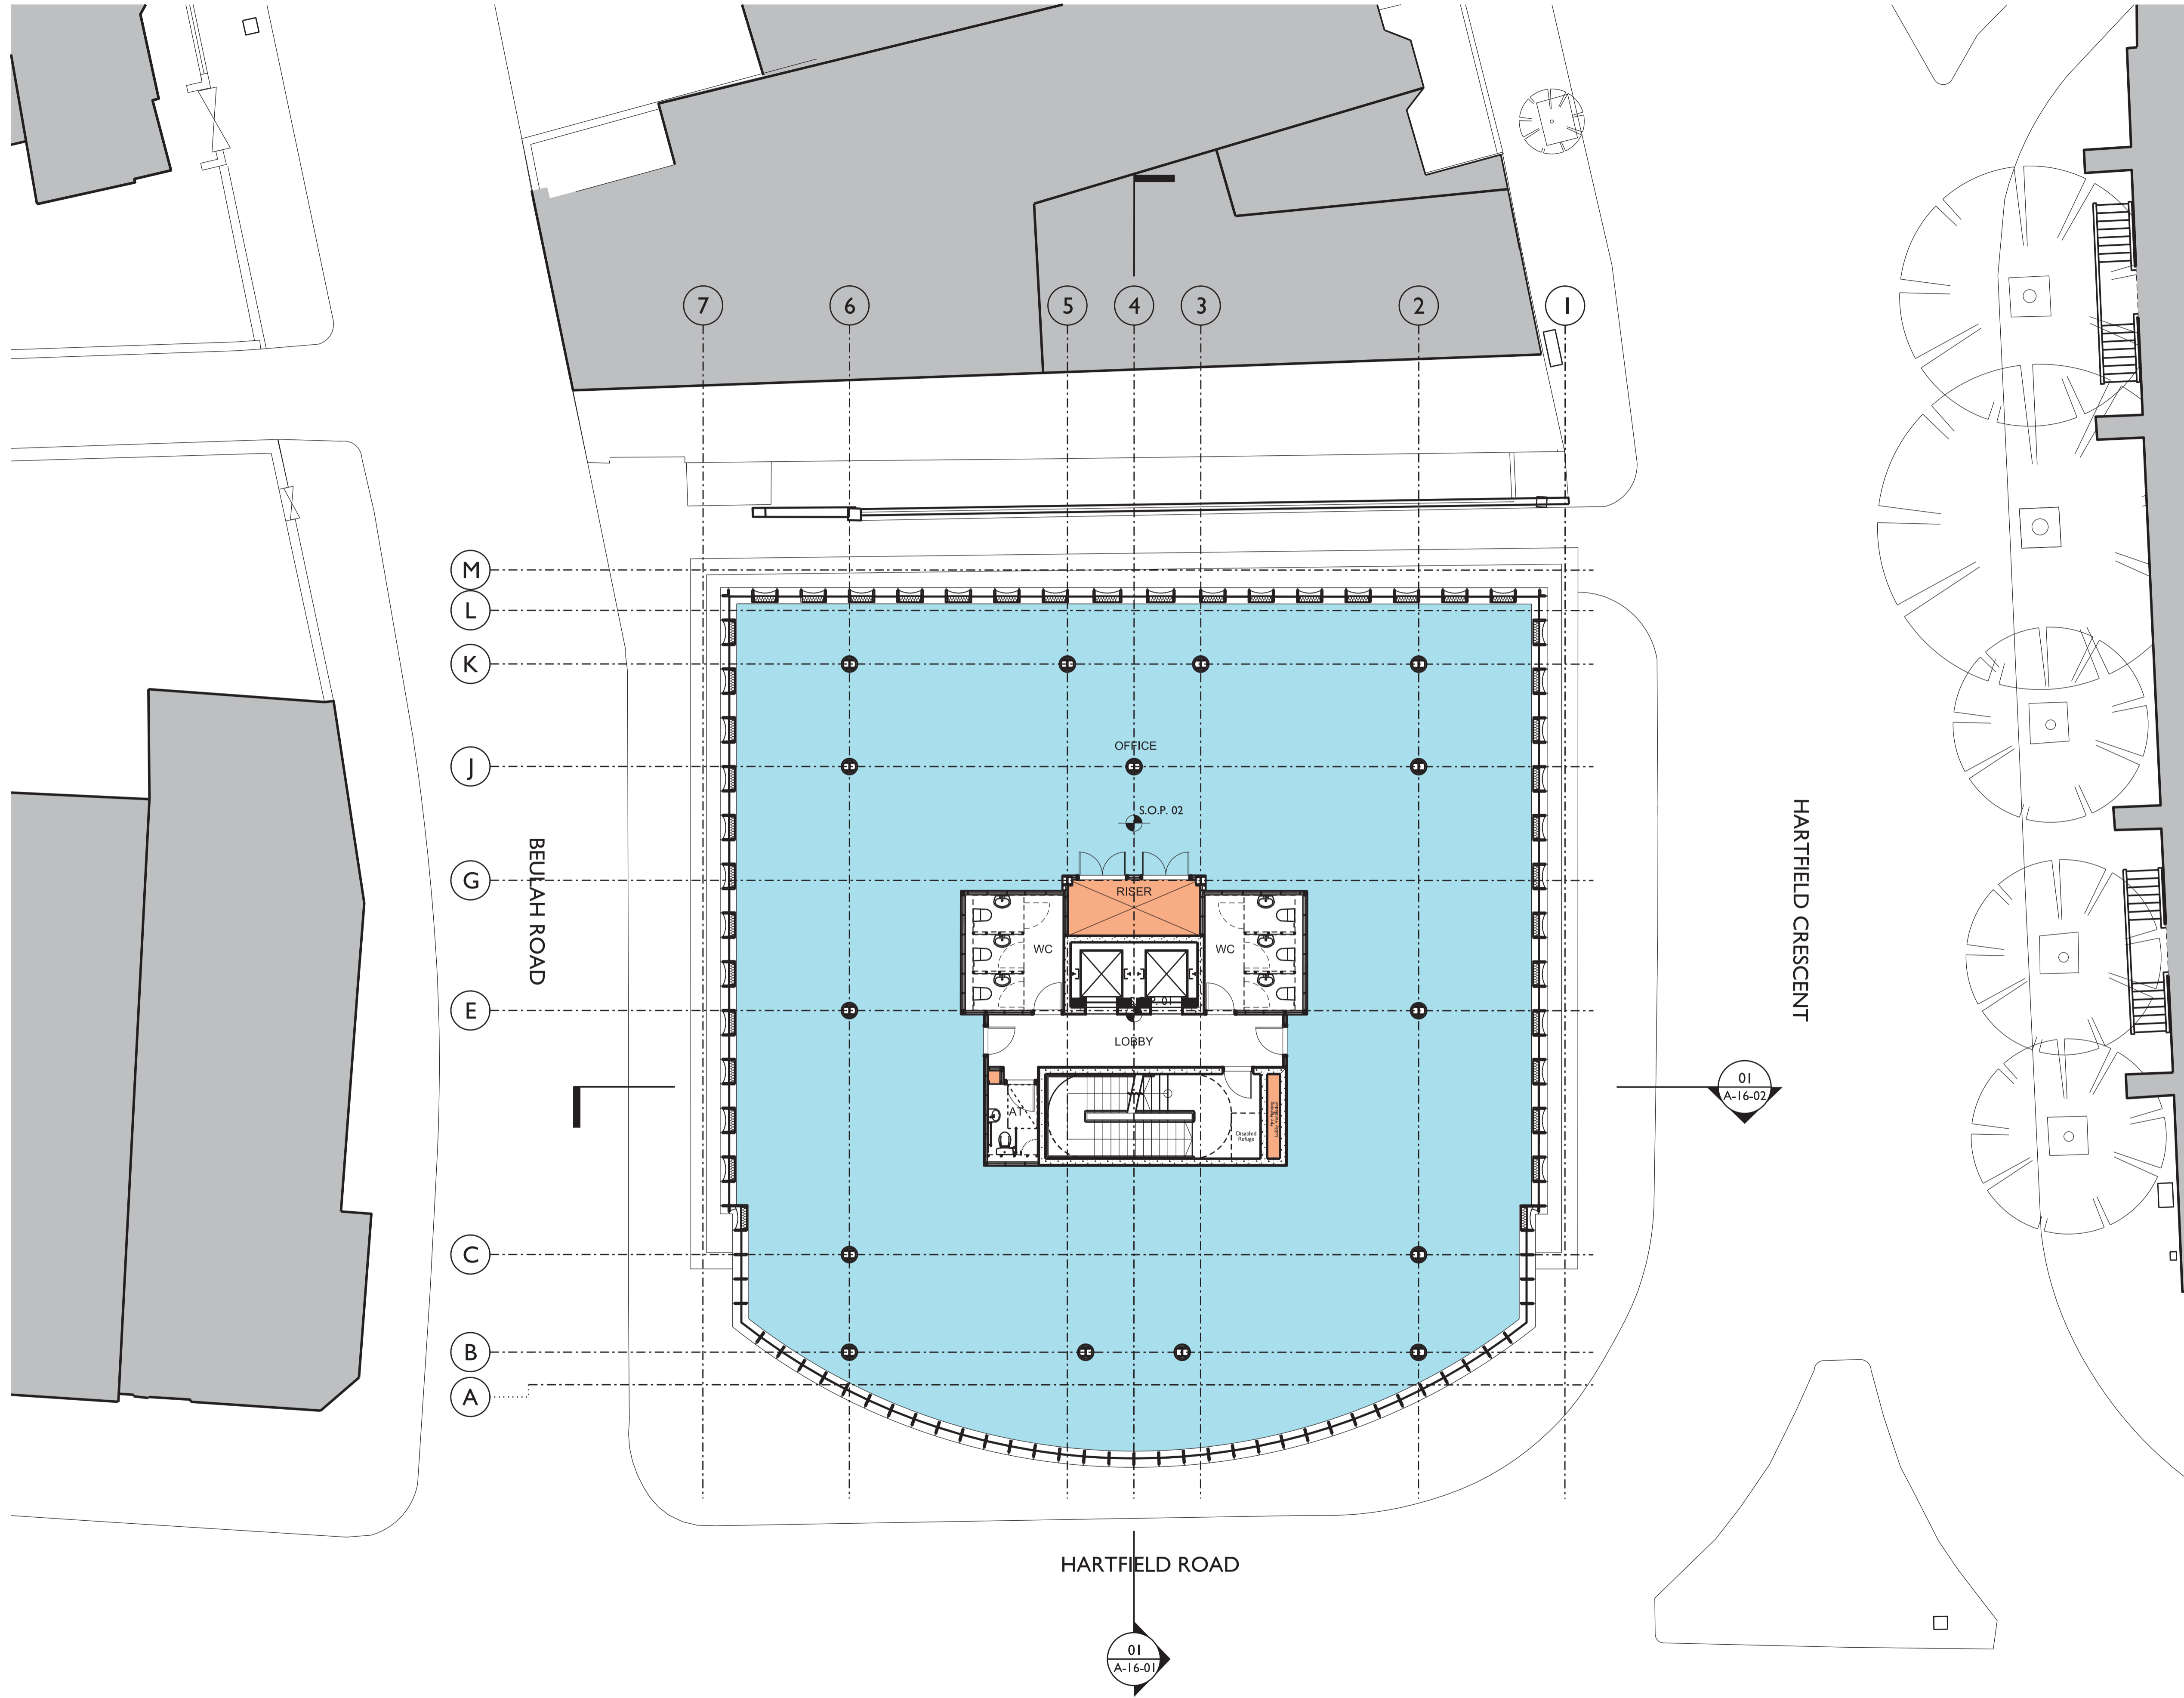 7
6
5
4
3
2
1
M
L
K
J
G
E
C
B
A
OFFICE
S.O.P. 02
RISER
WC
WC
LOBBY
AT
Disabled
Refuge
BEULAH ROAD
HARTFIELD CRESCENT
01
A-16-02
HARTFIELD ROAD
01
A-16-01